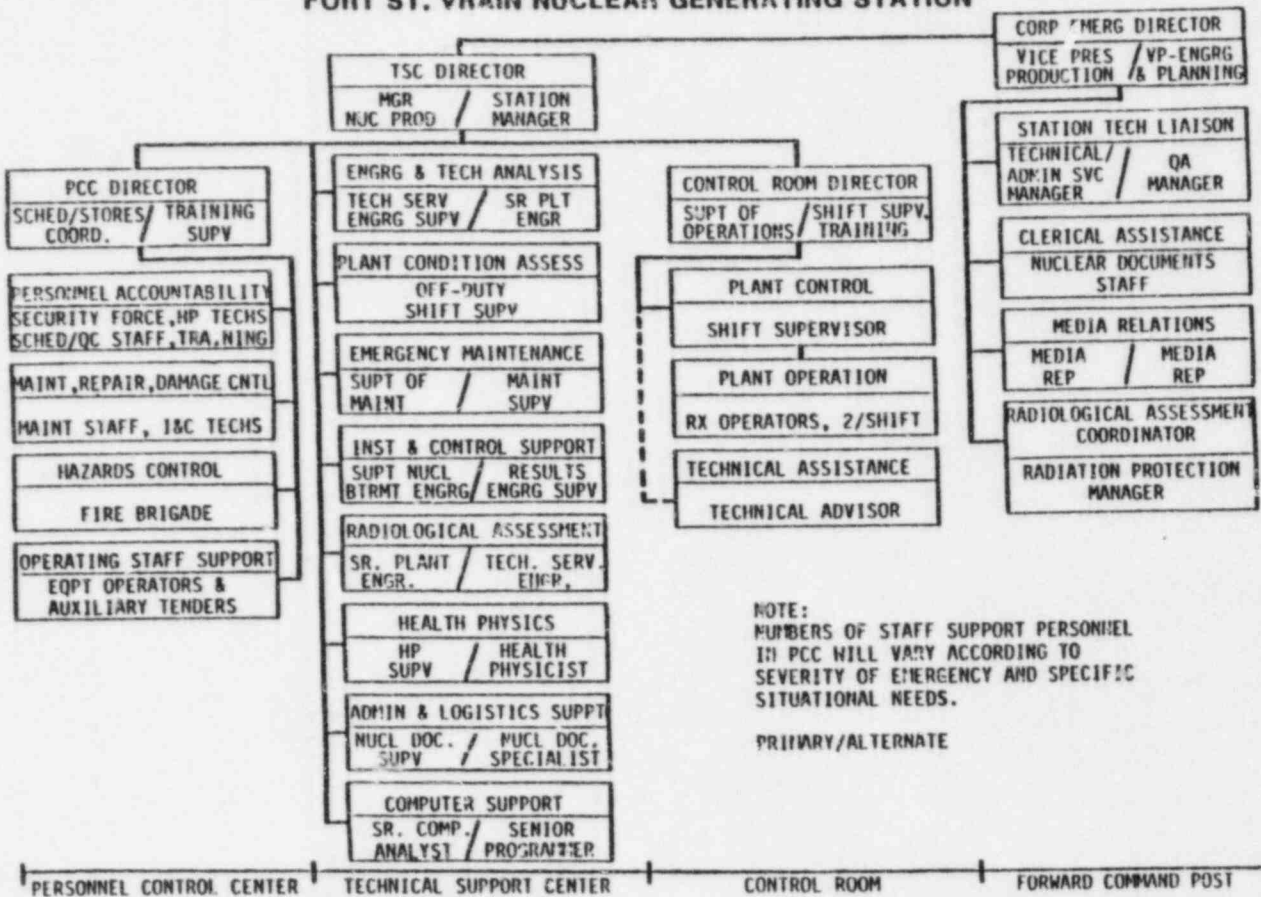 FORT ST. VRAIN NUCLEAR GENERATING STATION
CORP EMERG DIRECTOR
VICE PRES / VP-ENGRG
PRODUCTION & PLANNING
TSC DIRECTOR
MGR / STATION
NUC PROD MANAGER
PCC DIRECTOR
SCHED/STORES / TRAINING
COORD. SUPV
PERSONNEL ACCOUNTABILITY
SECURITY FORCE, HP TECHS
SCHED/QC STAFF, TRAINING
MAINT, REPAIR, DAMAGE CNTL
MAINT STAFF, I&C TECHS
HAZARDS CONTROL
FIRE BRIGADE
OPERATING STAFF SUPPORT
EQPT OPERATORS &
AUXILIARY TENDERS
ENGRG & TECH ANALYSIS
TECH SERV / SR PLT
ENGRG SUPV ENGR
PLANT CONDITION ASSESS
OFF-DUTY
SHIFT SUPV
EMERGENCY MAINTENANCE
SUPT OF / MAINT
MAINT SUPV
INST & CONTROL SUPPORT
SUPT NUCL / RESULTS
BTRMT ENGRG ENGRG SUPV
RADIOLOGICAL ASSESSMENT
SR. PLANT / TECH. SERV.
ENGR. ENGR.
HEALTH PHYSICS
HP / HEALTH
SUPV PHYSICIST
ADMIN & LOGISTICS SUPPT
NUCL DOC. / NUCL DOC.
SUPV SPECIALIST
COMPUTER SUPPORT
SR. COMP. / SENIOR
ANALYST PROGRAMMER
CONTROL ROOM DIRECTOR
SUPT OF / SHIFT SUPV.
OPERATIONS TRAINING
PLANT CONTROL
SHIFT SUPERVISOR
PLANT OPERATION
RX OPERATORS, 2/SHIFT
TECHNICAL ASSISTANCE
TECHNICAL ADVISOR
STATION TECH LIAISON
TECHNICAL/ / QA
ADMIN SVC MANAGER
MANAGER
CLERICAL ASSISTANCE
NUCLEAR DOCUMENTS
STAFF
MEDIA RELATIONS
MEDIA / MEDIA
REP REP
RADIOLOGICAL ASSESSMENT
COORDINATOR
RADIATION PROTECTION
MANAGER
NOTE:
NUMBERS OF STAFF SUPPORT PERSONNEL
IN PCC WILL VARY ACCORDING TO
SEVERITY OF EMERGENCY AND SPECIFIC
SITUATIONAL NEEDS.
PRIMARY/ALTERNATE
PERSONNEL CONTROL CENTER
TECHNICAL SUPPORT CENTER
CONTROL ROOM
FORWARD COMMAND POST